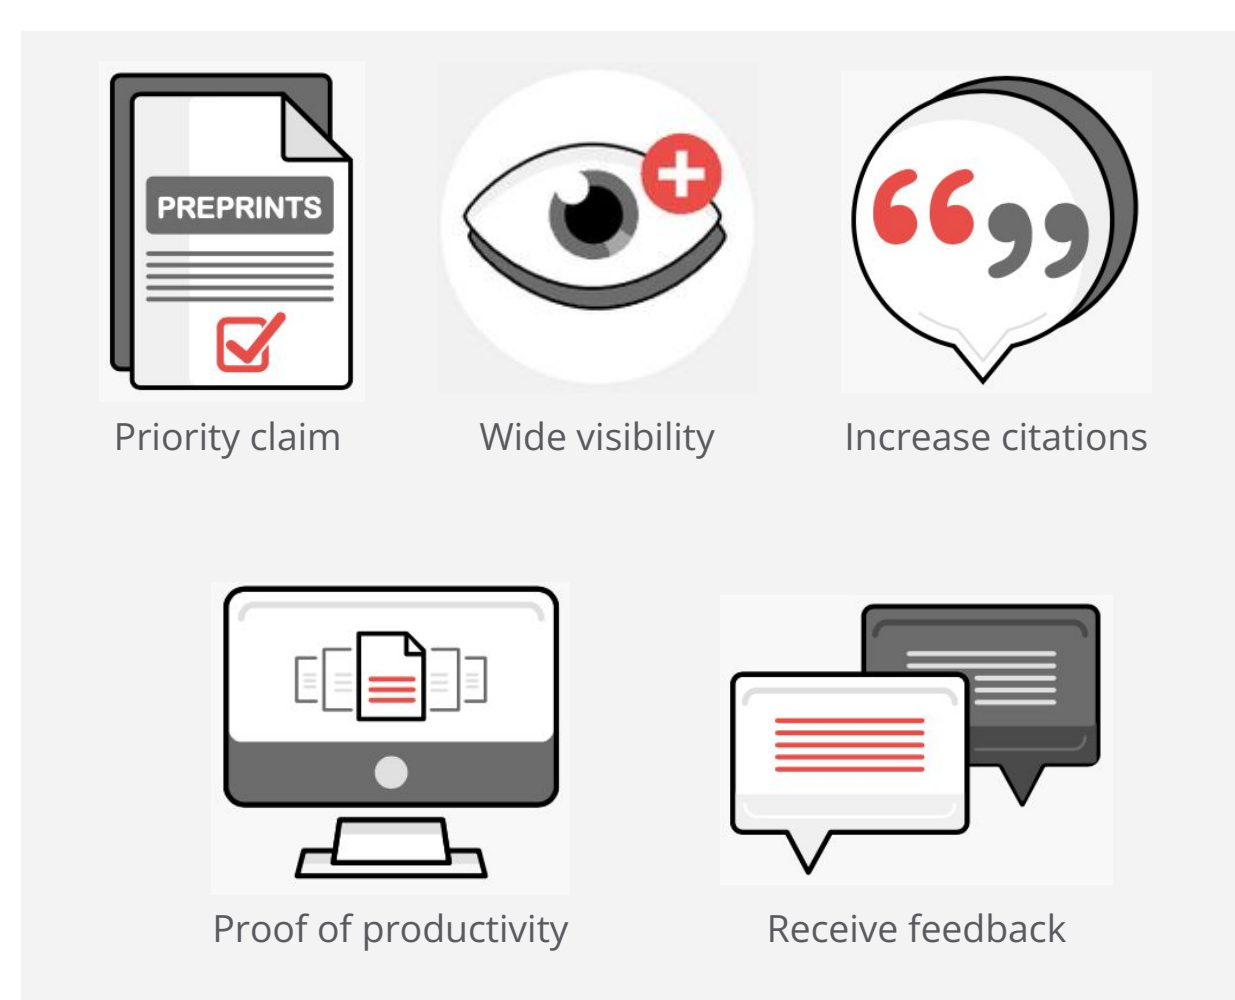 PREPRINTS
Priority claim
Wide visibility
Increase citations
Proof of productivity
Receive feedback